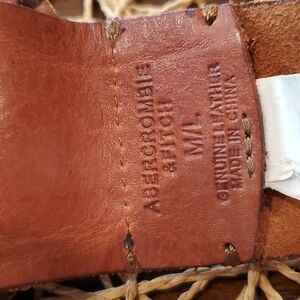 ABERCROMBIE
& FITCH
M/L
GENUINE LEATHER
MADE IN CHINA